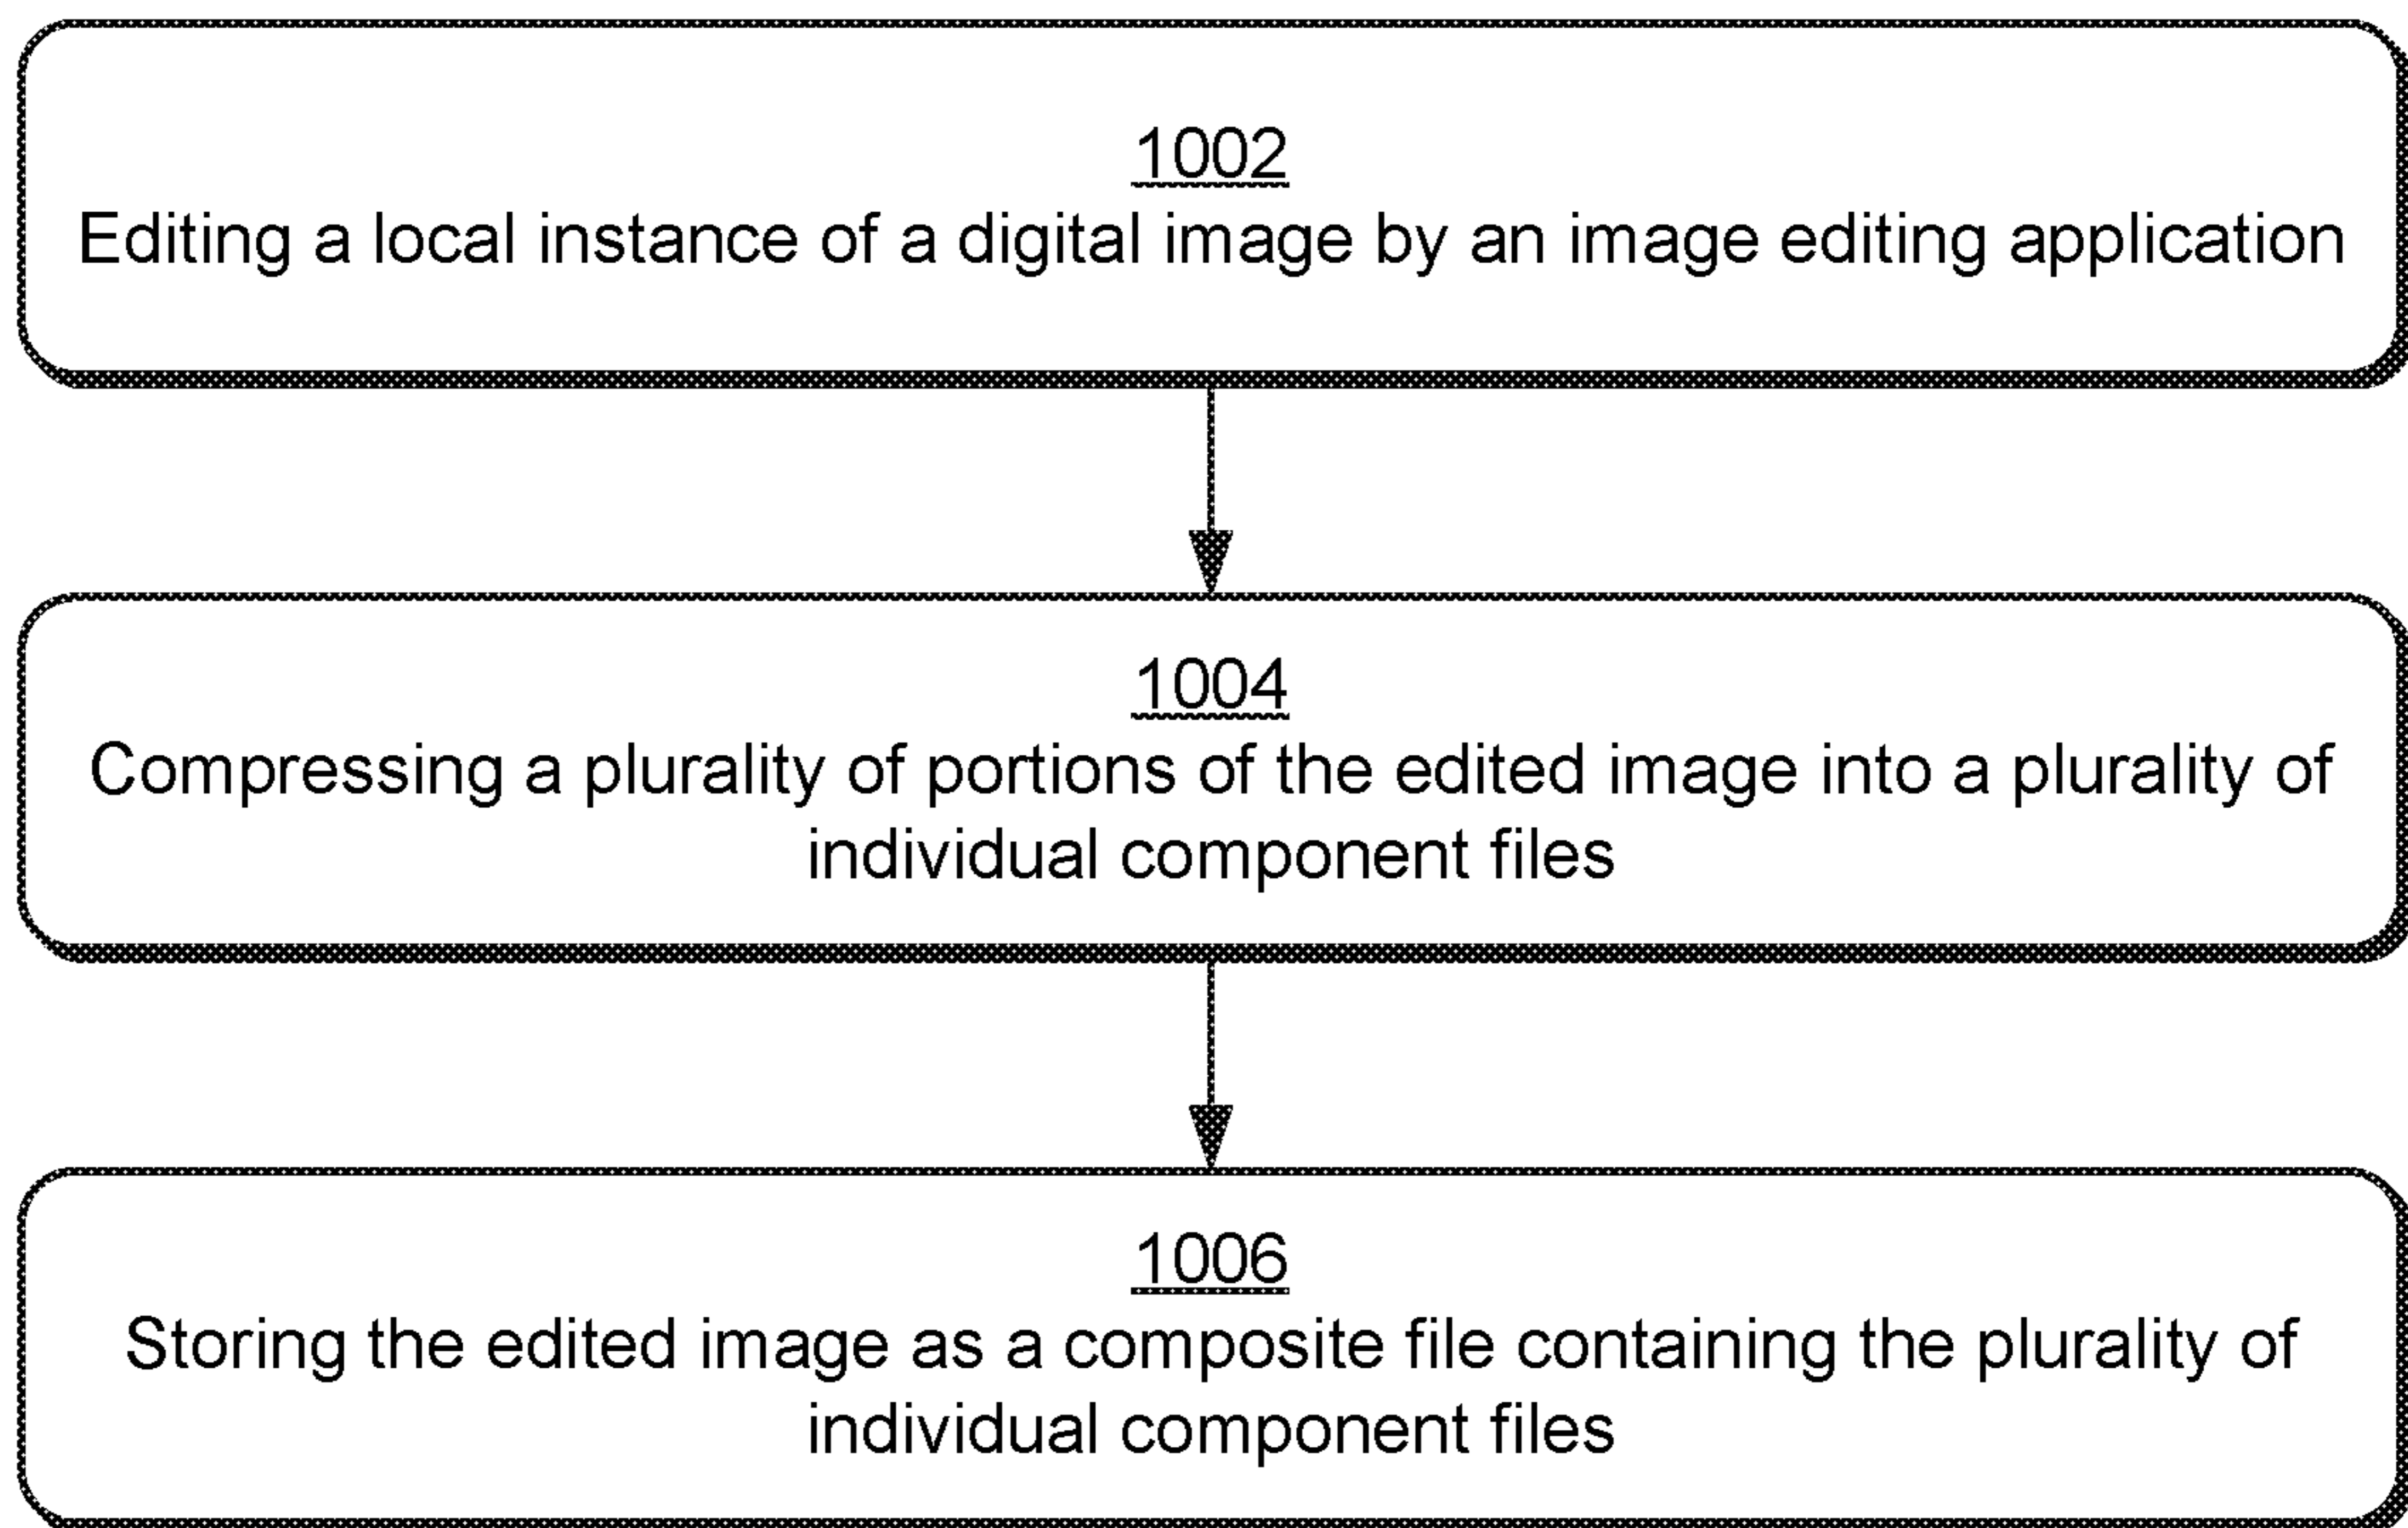 1002
Editing a local instance of a digital image by an image editing application
1004
Compressing a plurality of portions of the edited image into a plurality of
individual component files
1006
Storing the edited image as a composite file containing the plurality of
individual component files